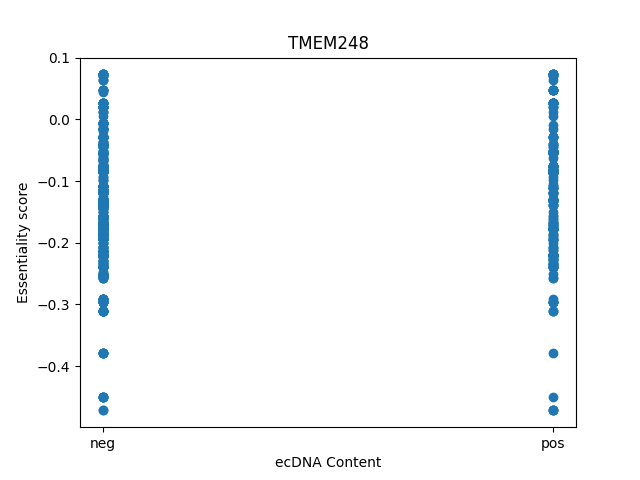 TMEM248
0.1
0.0
−0.1
−0.2
−0.3
−0.4
Essentiality score
neg
pos
ecDNA Content